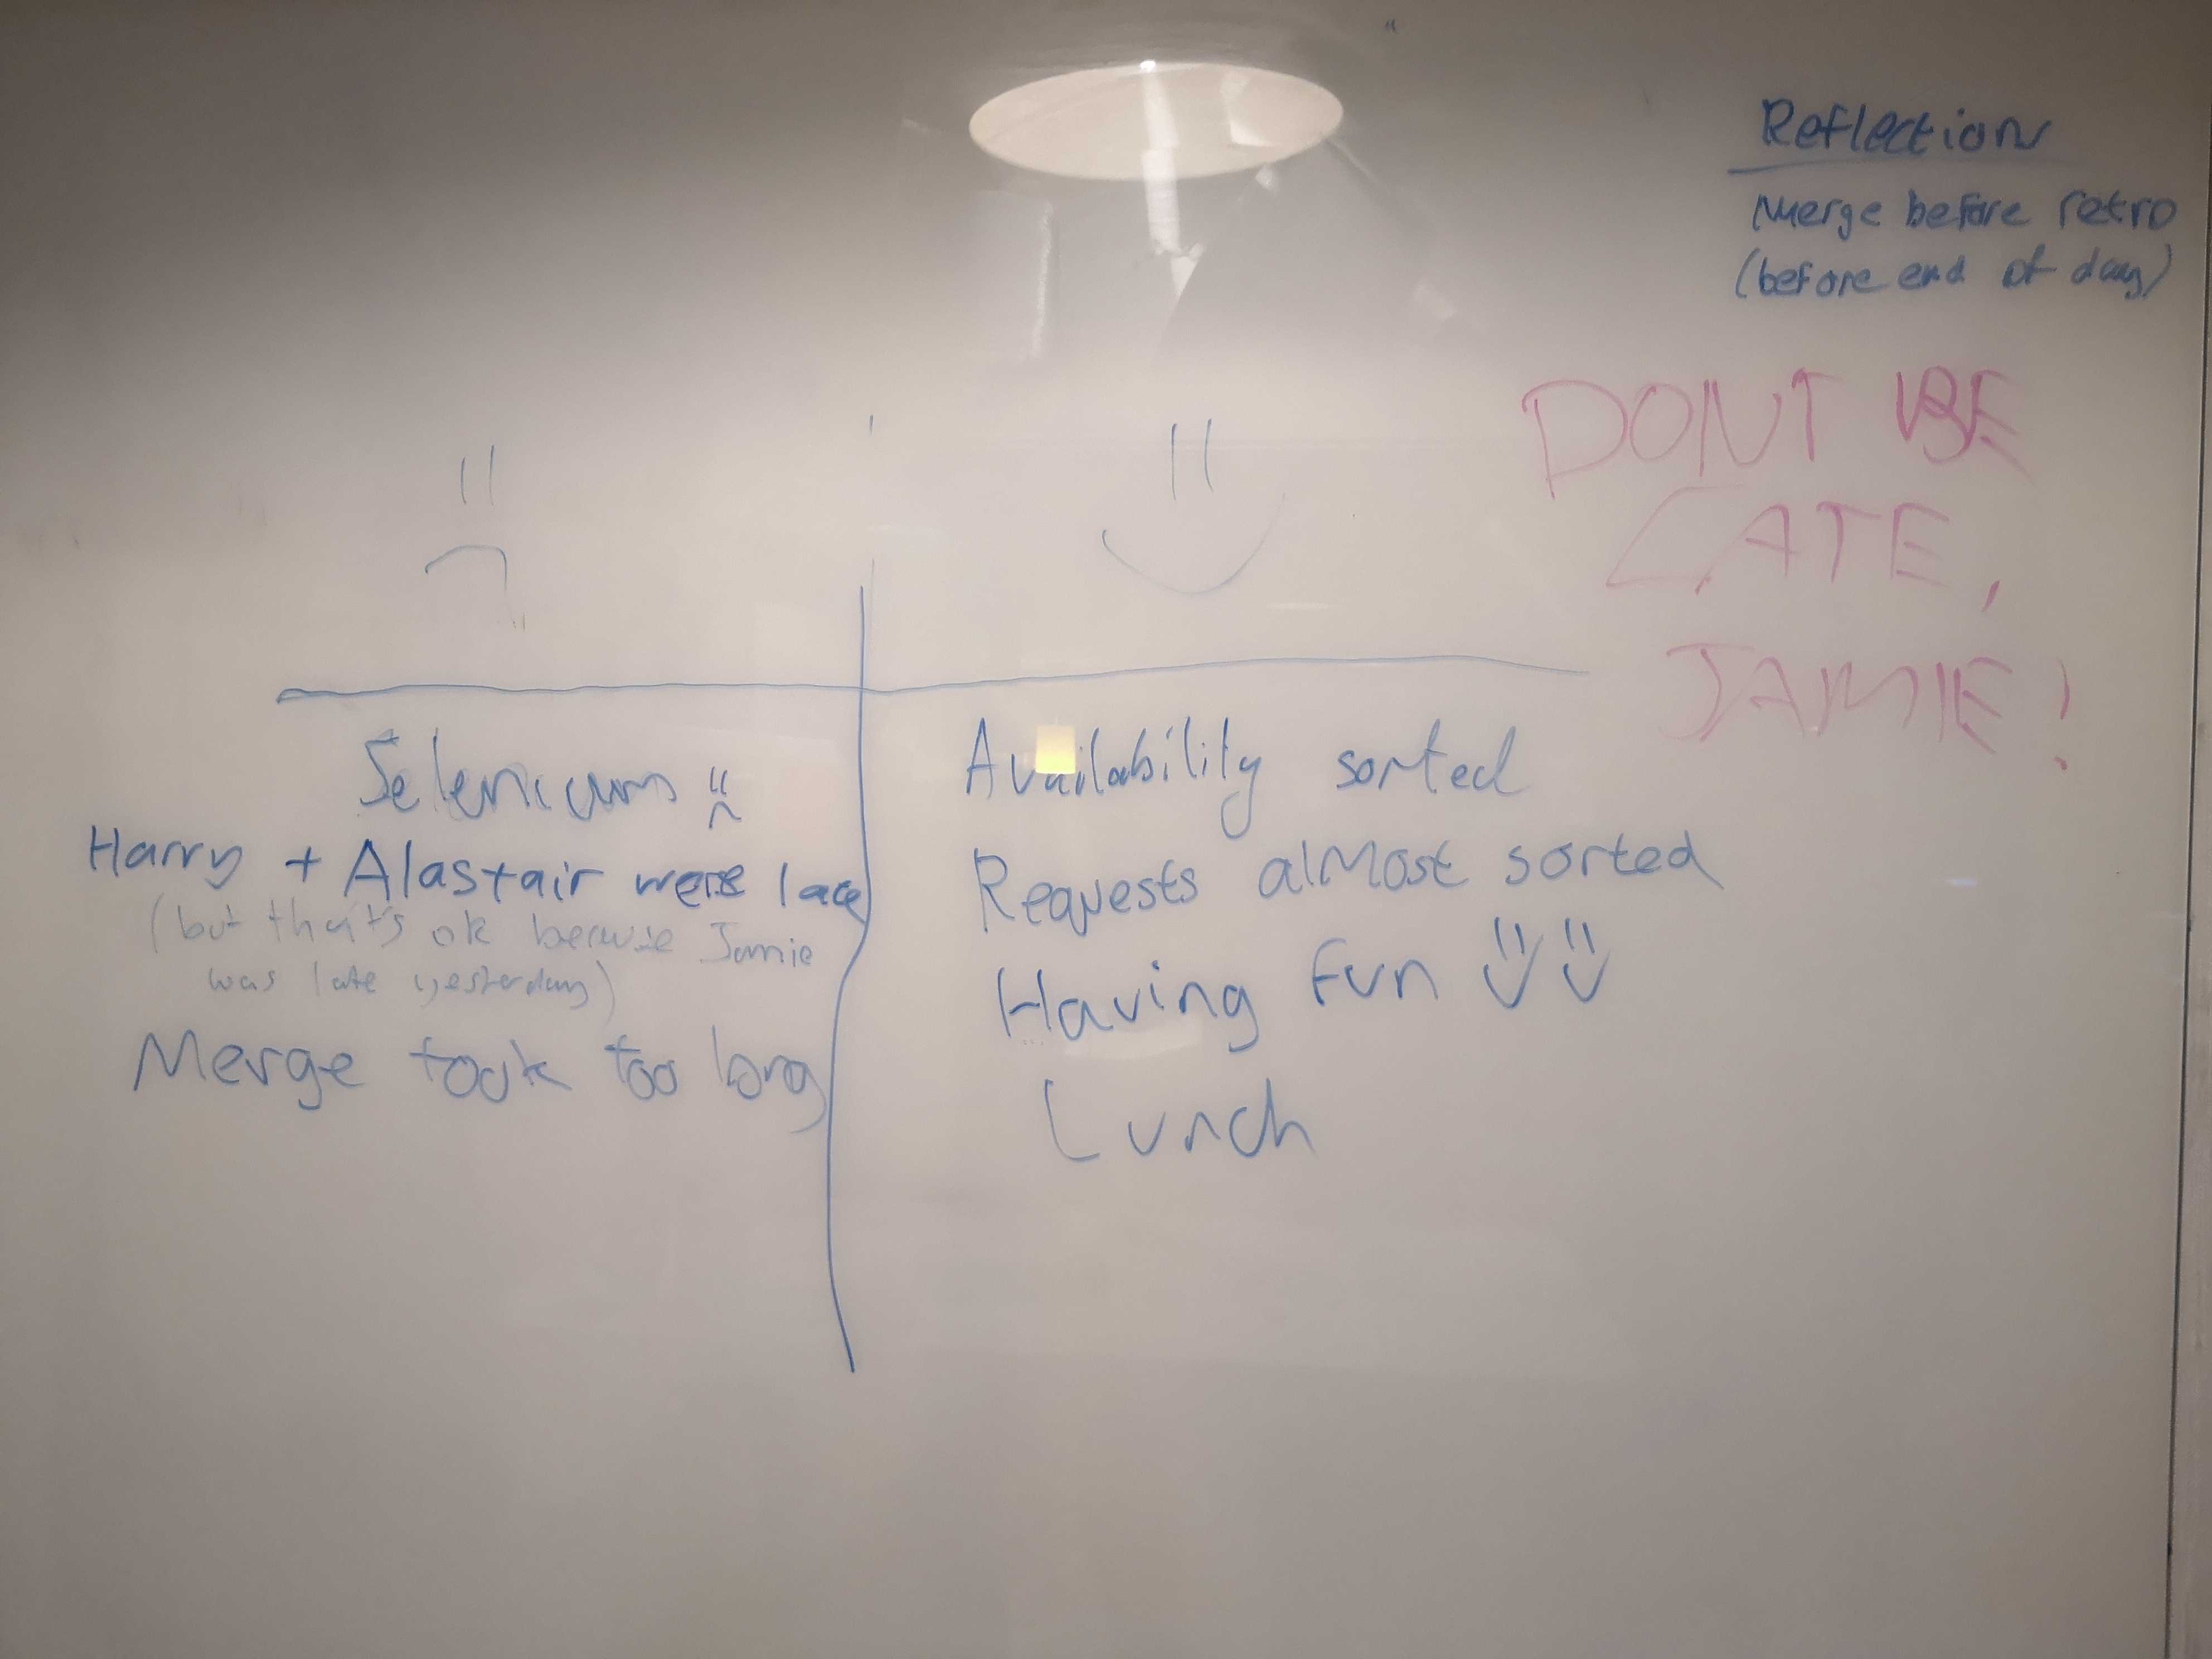 Reflection
Merge before retro
(before end of day)
DONT BE
LATE,
JAMIE!
Selenium
Harry + Alastair were late
(but that's ok because Jamie
was late yesterday)
Merge took too long
Availability sorted
Requests almost sorted
Having fun
Lunch